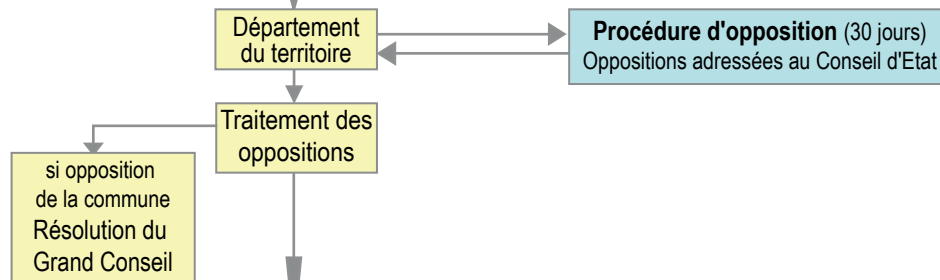 Département
du territoire
Procédure d'opposition (30 jours)
Oppositions adressées au Conseil d'Etat
Traitement des
oppositions
si opposition
de la commune
Résolution du
Grand Conseil